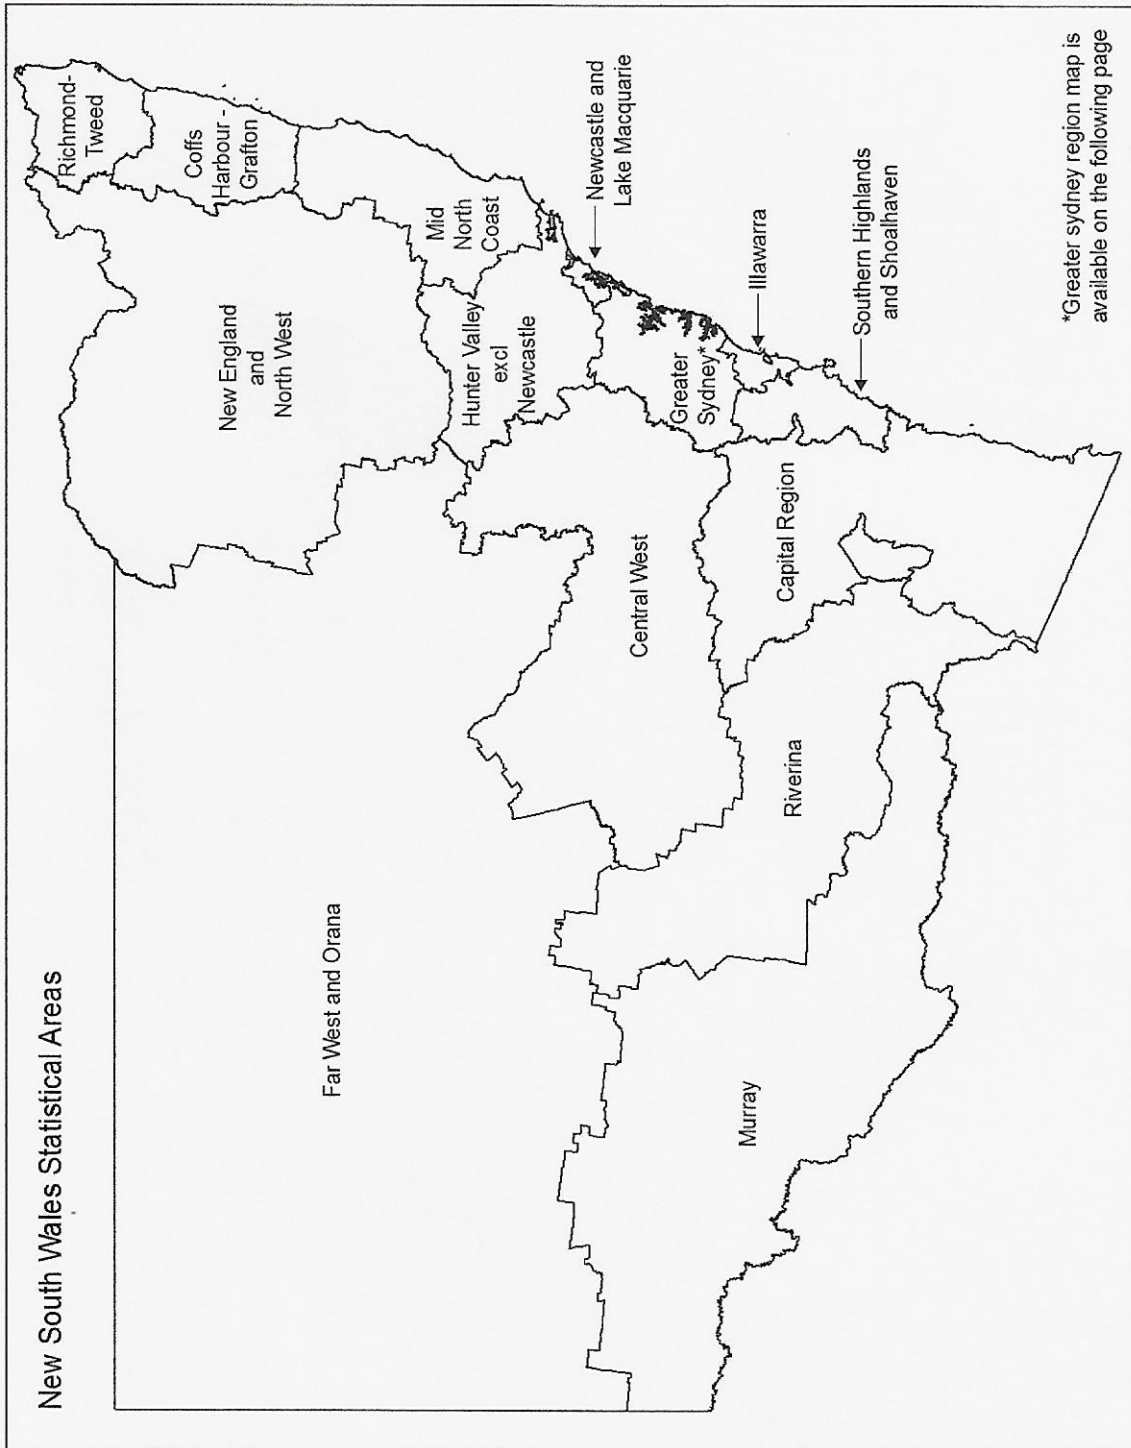 New South Wales Statistical Areas
Richmond-
Tweed
Coffs
Harbour -
Grafton
New England
and
North West
Mid
North
Coast
Hunter Valley
excl
Newcastle
Newcastle and
Lake Macquarie
Far West and Orana
Central West
Greater
Sydney*
Illawarra
Southern Highlands
and Shoalhaven
Capital Region
Riverina
Murray
*Greater sydney region map is
available on the following page